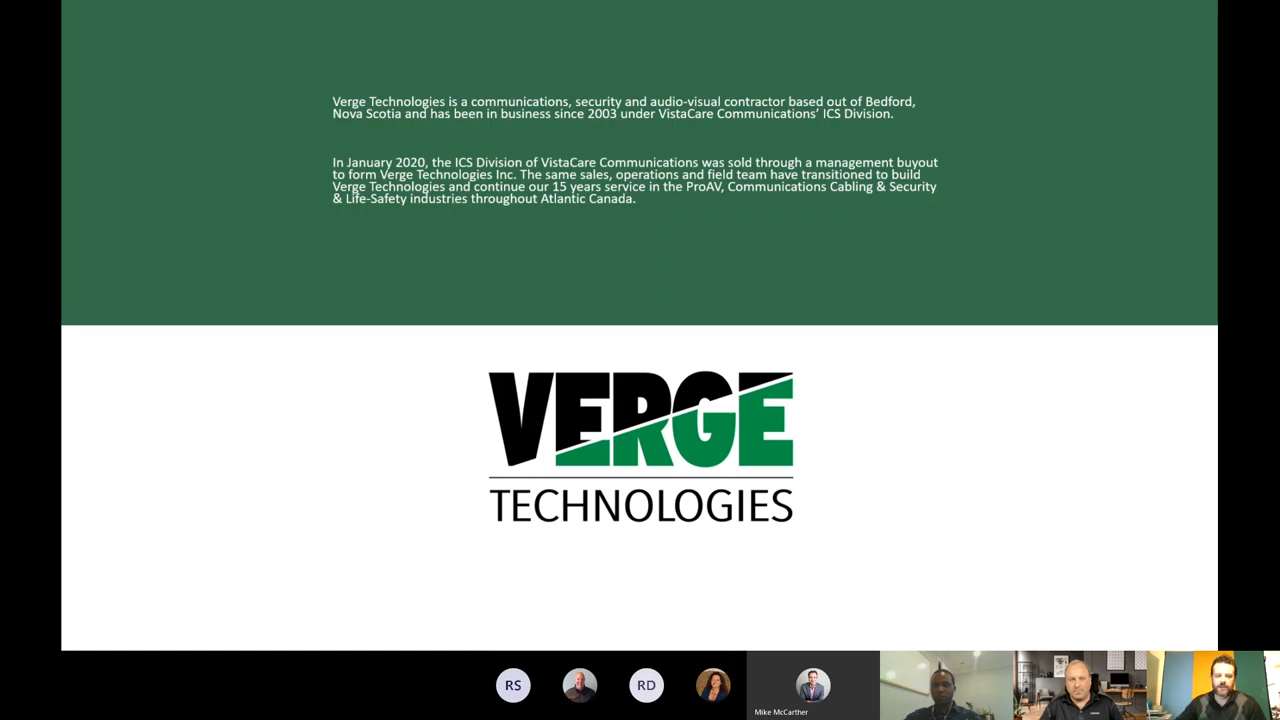 Verge Technologies is a communications, security and audio-visual contractor based out of Bedford,
Nova Scotia and has been in business since 2003 under VistaCare Communications’ ICS Division.
In January 2020, the ICS Division of VistaCare Communications was sold through a management buyout
to form Verge Technologies Inc. The same sales, operations and field team have transitioned to build
Verge Technologies and continue our 15 years service in the ProAV, Communications Cabling & Security
& Life-Safety industries throughout Atlantic Canada.
VERGE
TECHNOLOGIES
RS
RD
Mike McCarther